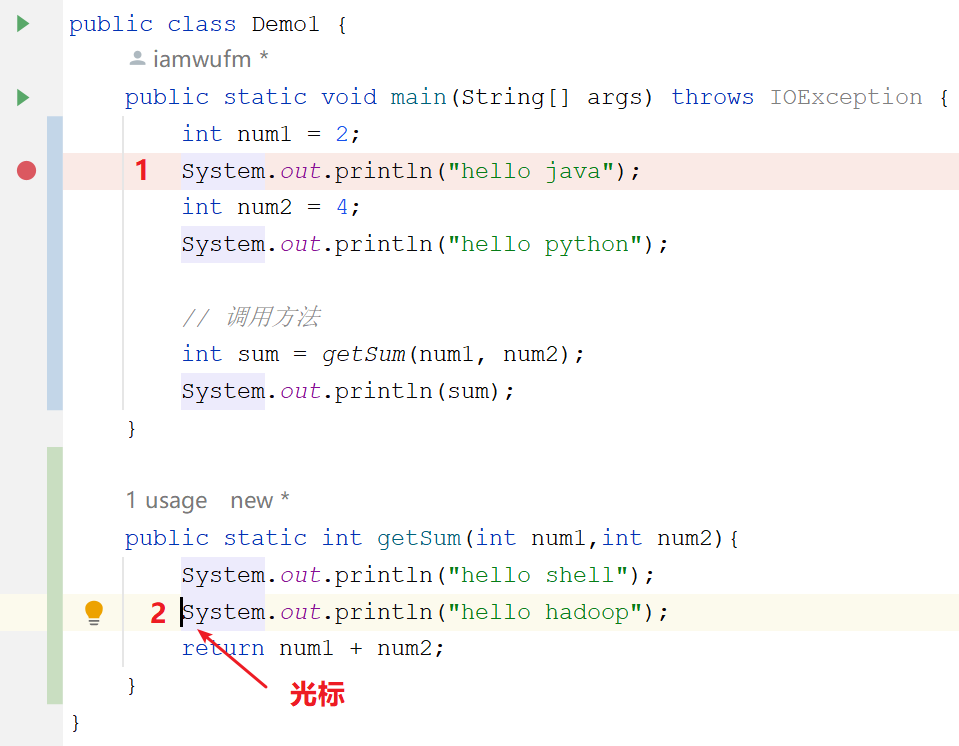 public class Demo1 {
iamwufm *
public static void main(String[] args) throws IOException {
int num1 = 2;
1 System.out.println("hello java");
int num2 = 4;
System.out.println("hello python");
// 调用方法
int sum = getSum(num1, num2);
System.out.println(sum);
}
1 usage new *
public static int getSum(int num1,int num2){
System.out.println("hello shell");
2 System.out.println("hello hadoop");
return num1 + num2;
}
光标
}